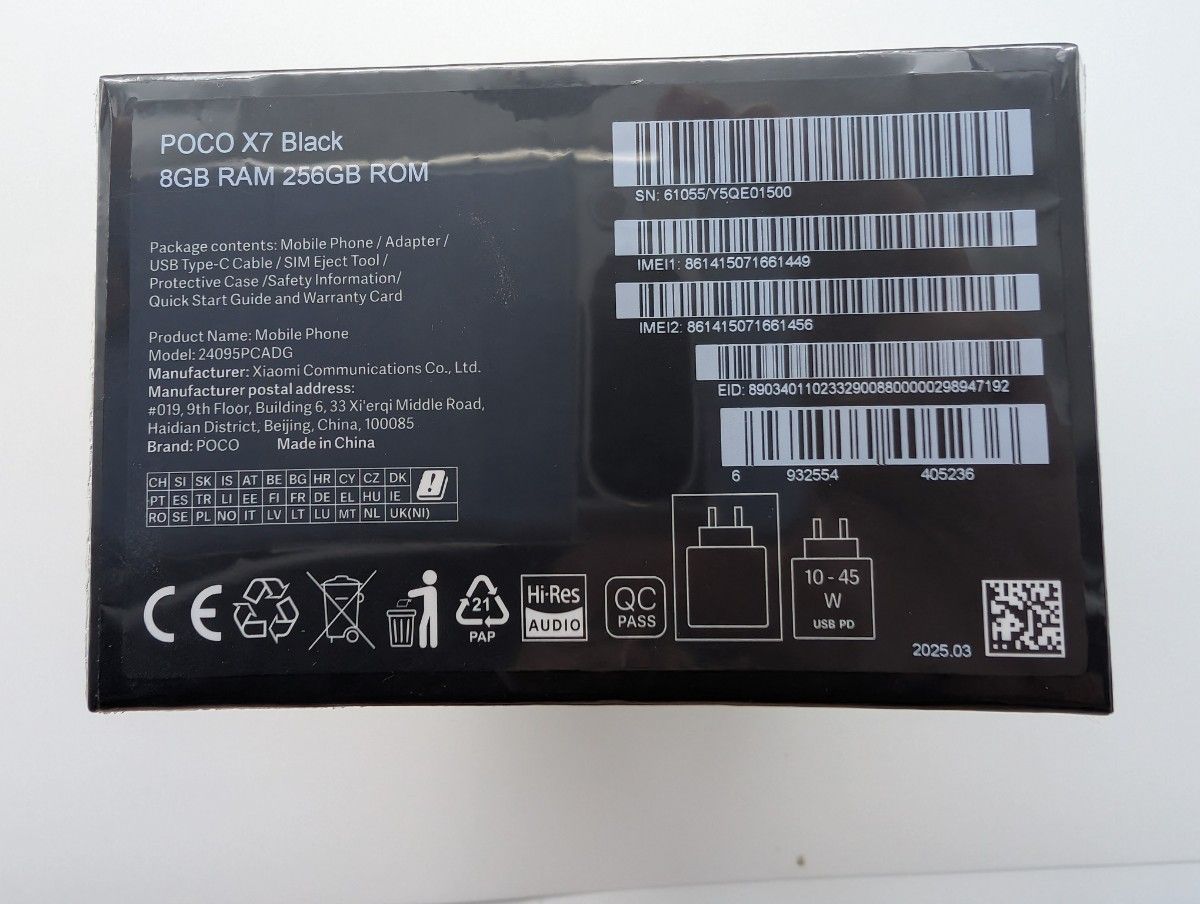 POCO X7 Black
8GB RAM 256GB ROM
Package contents: Mobile Phone / Adapter /
USB Type-C Cable / SIM Eject Tool /
Protective Case /Safety Information/
Quick Start Guide and Warranty Card
Product Name: Mobile Phone
Model: 24095PCADG
Manufacturer: Xiaomi Communications Co., Ltd.
Manufacturer postal address:
#019, 9th Floor, Building 6, 33 Xi'erqi Middle Road,
Haidian District, Beijing, China, 100085
Brand: POCO Made in China
CH SI SK IS AT BE BG HR CY CZ DK
PT ES TR LI EE FI FR DE EL HU IE
RO SE PL NO IT LV LT LU MT NL UK(NI)
SN: 61055/Y5QE01500
IMEI1: 861415071661449
IMEI2: 861415071661456
EID: 89034011023329008800000298947192
6 932554 405236
CE
21
PAP
Hi-Res
AUDIO
QC
PASS
10 - 45
W
USB PD
2025.03